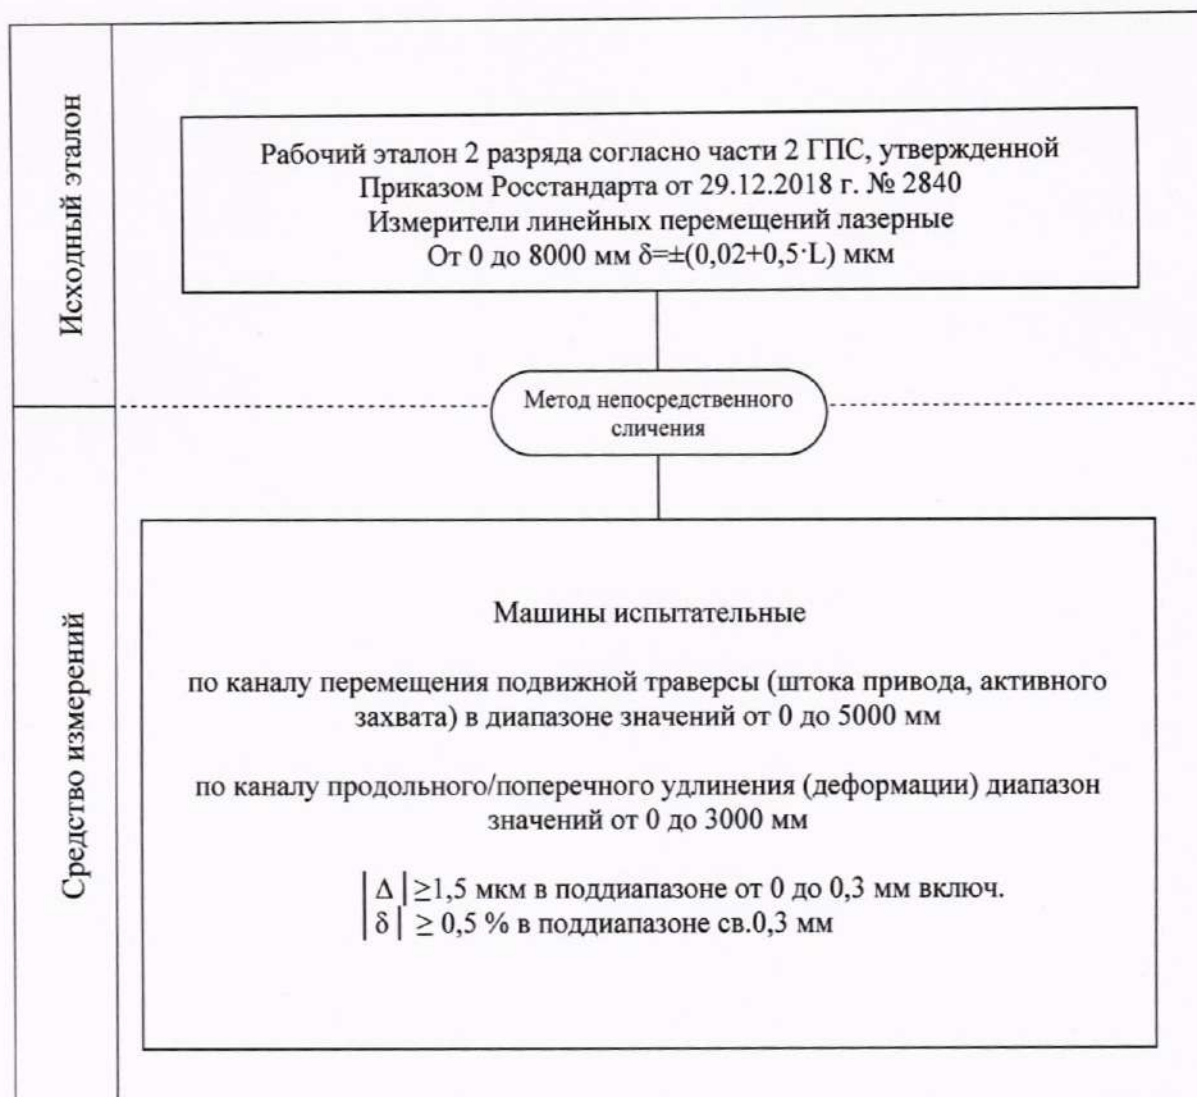 Исходный эталон
Рабочий эталон 2 разряда согласно части 2 ГПС, утвержденной
Приказом Росстандарта от 29.12.2018 г. № 2840
Измерители линейных перемещений лазерные
От 0 до 8000 мм δ=±(0,02+0,5·L) мкм
Метод непосредственного
сличения
Средство измерений
Машины испытательные
по каналу перемещения подвижной траверсы (штока привода, активного
захвата) в диапазоне значений от 0 до 5000 мм
по каналу продольного/поперечного удлинения (деформации) диапазон
значений от 0 до 3000 мм
|Δ|≥1,5 мкм в поддиапазоне от 0 до 0,3 мм включ.
|δ| ≥ 0,5 % в поддиапазоне св.0,3 мм